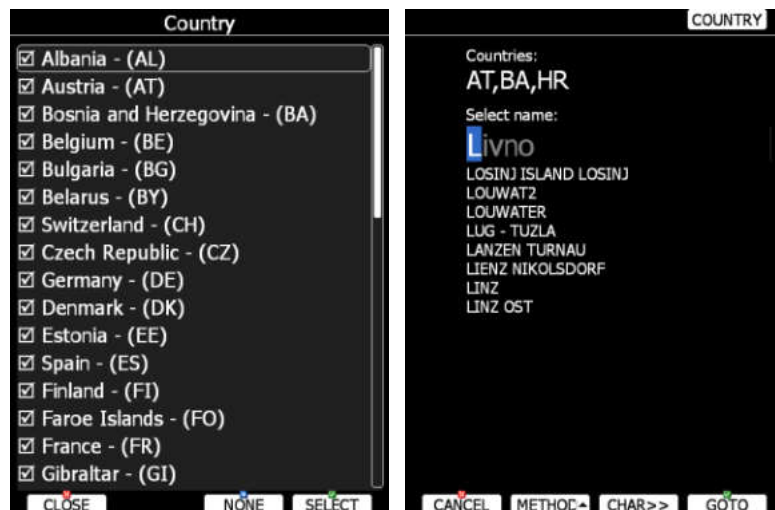 Country
Albania - (AL)
Austria - (AT)
Bosnia and Herzegovina - (BA)
Belgium - (BE)
Bulgaria - (BG)
Belarus - (BY)
Switzerland - (CH)
Czech Republic - (CZ)
Germany - (DE)
Denmark - (DK)
Estonia - (EE)
Spain - (ES)
Finland - (FI)
Faroe Islands - (FO)
France - (FR)
Gibraltar - (GI)
CLOSE NONE SELECT
COUNTRY
Countries:
AT,BA,HR
Select name:
Livno
LOSINJ ISLAND LOSINJ
LOUWAT2
LOUWATER
LUG - TUZLA
LANZEN TURNAU
LIENZ NIKOLSDORF
LINZ
LINZ OST
CANCEL METHOD CHAR>> GOTO